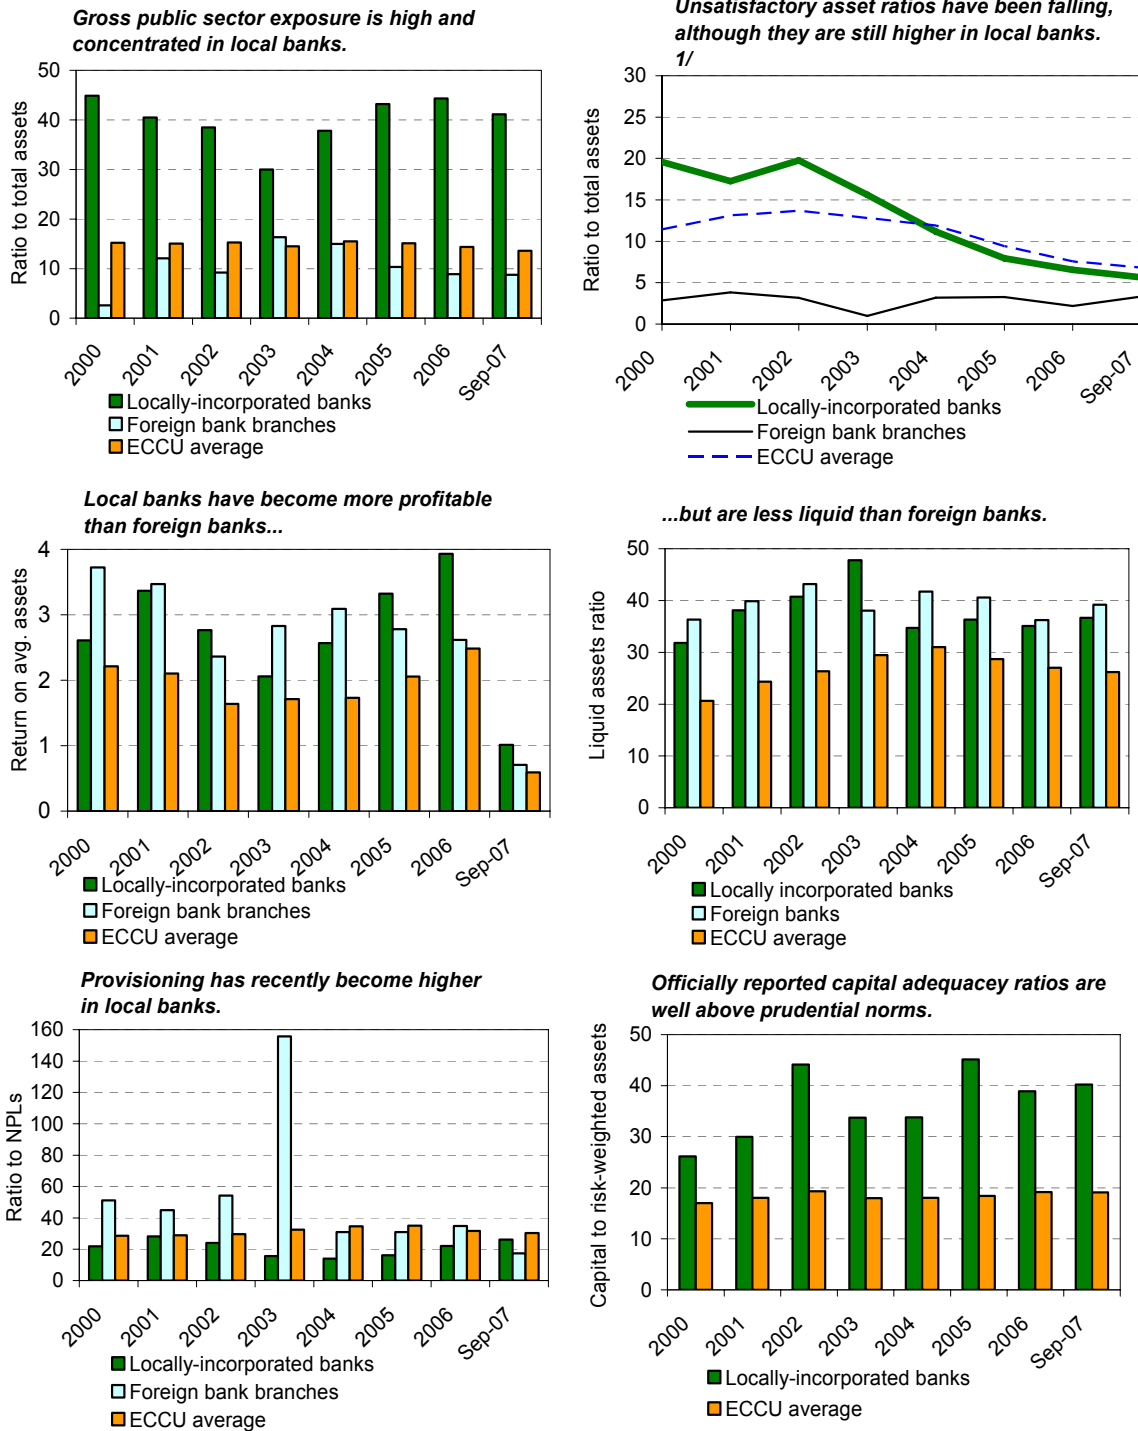 Gross public sector exposure is high and
concentrated in local banks.
Ratio to total assets
50
40
30
20
10
0
2000
2001
2002
2003
2004
2005
2006
Sep-07
Locally-incorporated banks
Foreign bank branches
ECCU average
Unsatisfactory asset ratios have been falling,
although they are still higher in local banks.
1/
Ratio to total assets
30
25
20
15
10
5
0
2000
2001
2002
2003
2004
2005
2006
Sep-07
Locally-incorporated banks
Foreign bank branches
ECCU average
Local banks have become more profitable
than foreign banks...
Return on avg. assets
4
3
2
1
0
2000
2001
2002
2003
2004
2005
2006
Sep-07
Locally-incorporated banks
Foreign bank branches
ECCU average
...but are less liquid than foreign banks.
Liquid assets ratio
50
40
30
20
10
0
2000
2001
2002
2003
2004
2005
2006
Sep-07
Locally incorporated banks
Foreign banks
ECCU average
Provisioning has recently become higher
in local banks.
Ratio to NPLs
160
140
120
100
80
60
40
20
0
2000
2001
2002
2003
2004
2005
2006
Sep-07
Locally-incorporated banks
Foreign bank branches
ECCU average
Officially reported capital adequacey ratios are
well above prudential norms.
Capital to risk-weighted assets
50
40
30
20
10
0
2000
2001
2002
2003
2004
2005
2006
Sep-07
Locally-incorporated banks
ECCU average